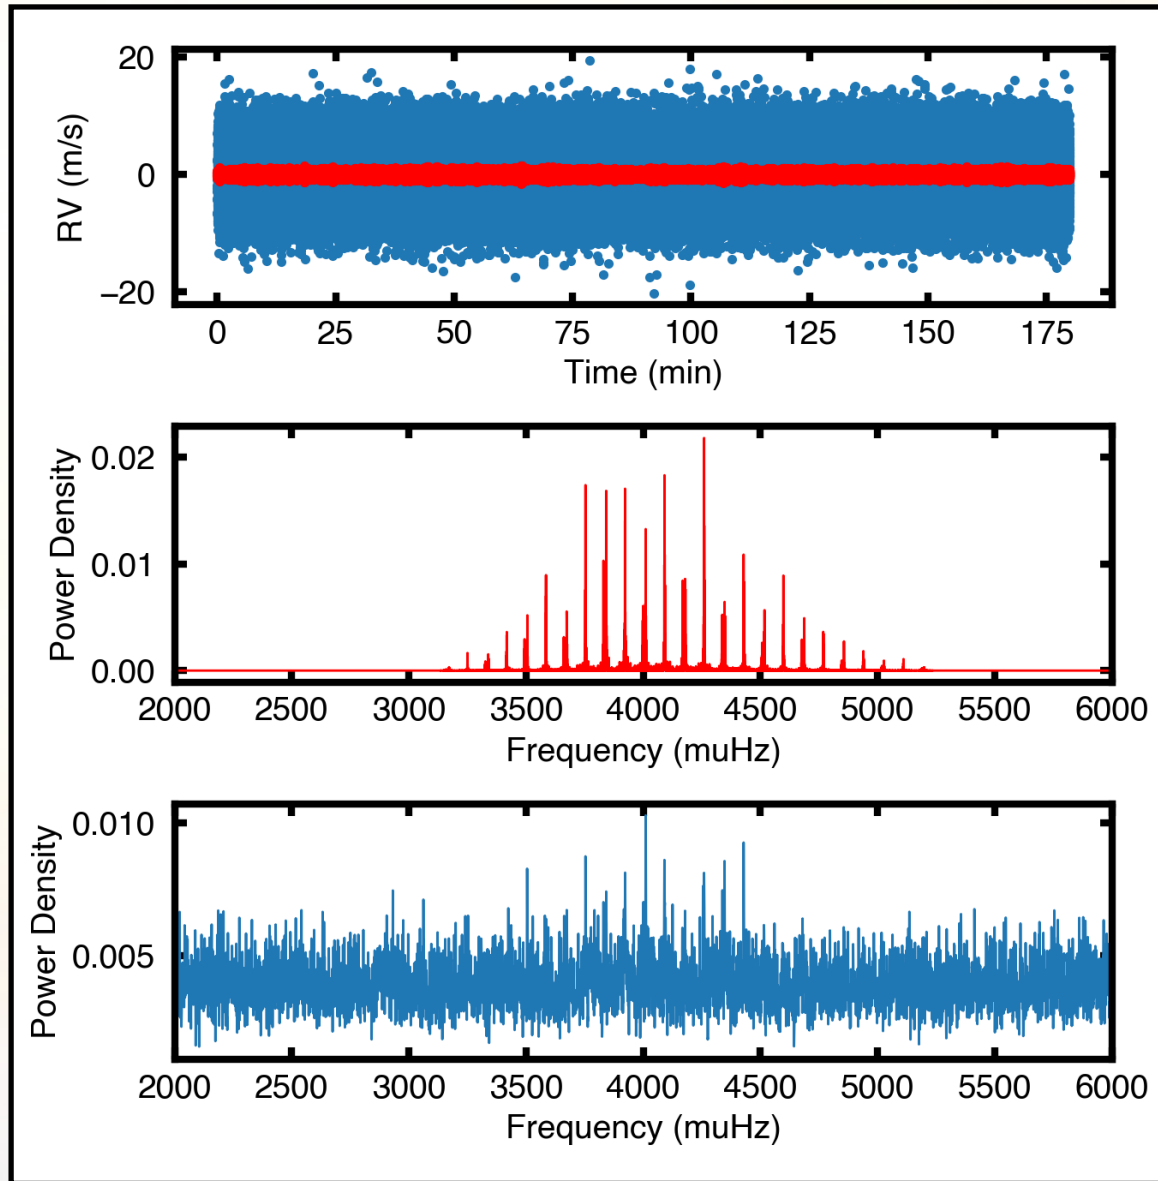 20
0
−20
RV (m/s)
0 25 50 75 100 125 150 175
Time (min)
0.02
0.01
0.00
Power Density
2000 2500 3000 3500 4000 4500 5000 5500 6000
Frequency (muHz)
0.010
0.005
Power Density
2000 2500 3000 3500 4000 4500 5000 5500 6000
Frequency (muHz)